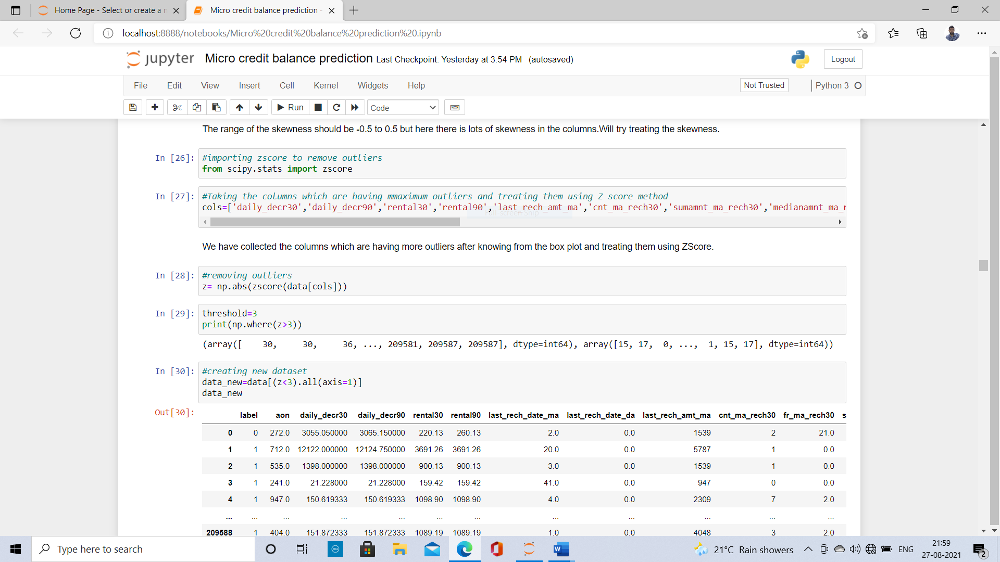 Home Page - Select or create a n
Micro credit balance prediction -
localhost:8888/notebooks/Micro%20credit%20balance%20prediction%20.ipynb
jupyter Micro credit balance prediction Last Checkpoint: Yesterday at 3:54 PM (autosaved)
Logout
File Edit View Insert Cell Kernel Widgets Help
Not Trusted
Python 3
Run
Code
The range of the skewness should be -0.5 to 0.5 but here there is lots of skewness in the columns.Will try treating the skewness.
In [26]: #importing zscore to remove outliers
from scipy.stats import zscore
In [27]: #Taking the columns which are having mmaximum outliers and treating them using Z score method
cols=['daily_decr30','daily_decr90','rental30','rental90','last_rech_amt_ma','cnt_ma_rech30','sumamnt_ma_rech30','medianamnt_ma_r
Full-screen Snip
We have collected the columns which are having more outliers after knowing from the box plot and treating them using ZScore.
In [28]: #removing outliers
z= np.abs(zscore(data[cols]))
In [29]: threshold=3
print(np.where(z>3))
(array([    30,     30,     36, ..., 209581, 209587, 209587], dtype=int64), array([15, 17,  0, ...,  1, 15, 17], dtype=int64))
In [30]: #creating new dataset
data_new=data[(z<3).all(axis=1)]
data_new
Out[30]:
label aon daily_decr30 daily_decr90 rental30 rental90 last_rech_date_ma last_rech_date_da last_rech_amt_ma cnt_ma_rech30 fr_ma_rech30 s
0 0 272.0 3055.050000 3065.150000 220.13 260.13 2.0 0.0 1539 2 21.0
1 1 712.0 12122.000000 12124.750000 3691.26 3691.26 20.0 0.0 5787 1 0.0
2 1 535.0 1398.000000 1398.000000 900.13 900.13 3.0 0.0 1539 1 0.0
3 1 241.0 21.228000 21.228000 159.42 159.42 41.0 0.0 947 0 0.0
4 1 947.0 150.619333 150.619333 1098.90 1098.90 4.0 0.0 2309 7 2.0
... ... ... ... ... ... ... ... ... ... ... ...
209588 1 404.0 151.872333 151.872333 1089.19 1089.19 1.0 0.0 4048 3 2.0
Type here to search
DELL
W
21°C Rain showers
ENG
21:59
27-08-2021
2